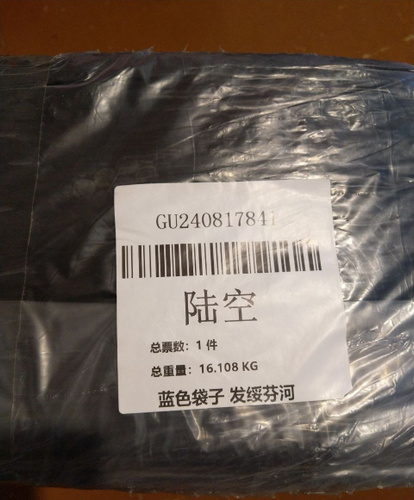 GU240817841
陆空
总票数：1 件
总重量：16.108 KG
蓝色袋子 发绥芬河